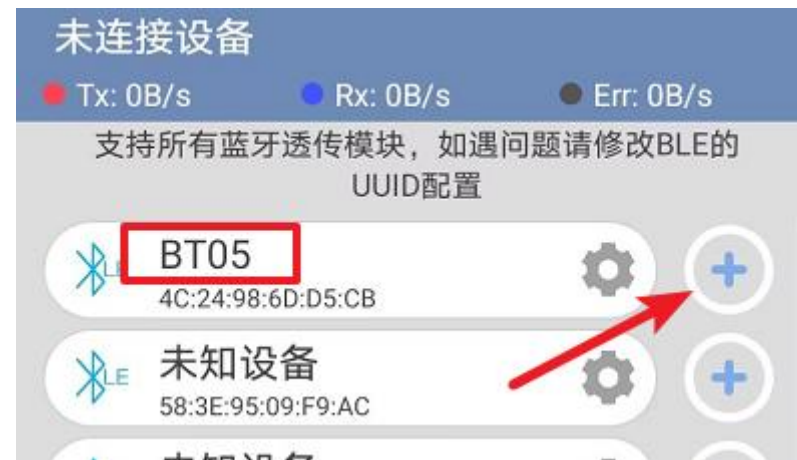 未连接设备
Tx: 0B/s Rx: 0B/s Err: 0B/s
支持所有蓝牙透传模块，如遇问题请修改BLE的
UUID配置
BT05
LE
4C:24:98:6D:D5:CB
未知设备
LE
58:3E:95:09:F9:AC